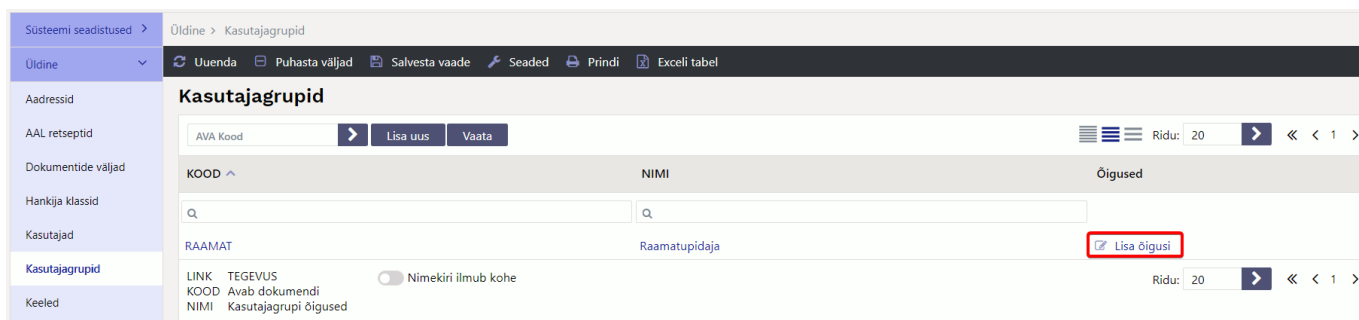 Süsteemi seadistused
Üldine > Kasutajagrupid
Üldine
Uuenda Puhasta väljad Salvesta vaade Seaded Prindi Exceli tabel
Aadressid
Kasutajagrupid
AAL retseptid
AVA Kood Lisa uus Vaata Ridu: 20 « < 1 >
Dokumentide väljad
KOOD NIMI Õigused
Hankija klassid
Kasutajad
RAAMAT Raamatupidaja Lisa õigusi
Kasutajagrupid
LINK TEGEVUS Nimekiri ilmub kohe Ridu: 20 « < 1 >
KOOD Avab dokumendi
Keeled
NIMI Kasutajagrupi õigused